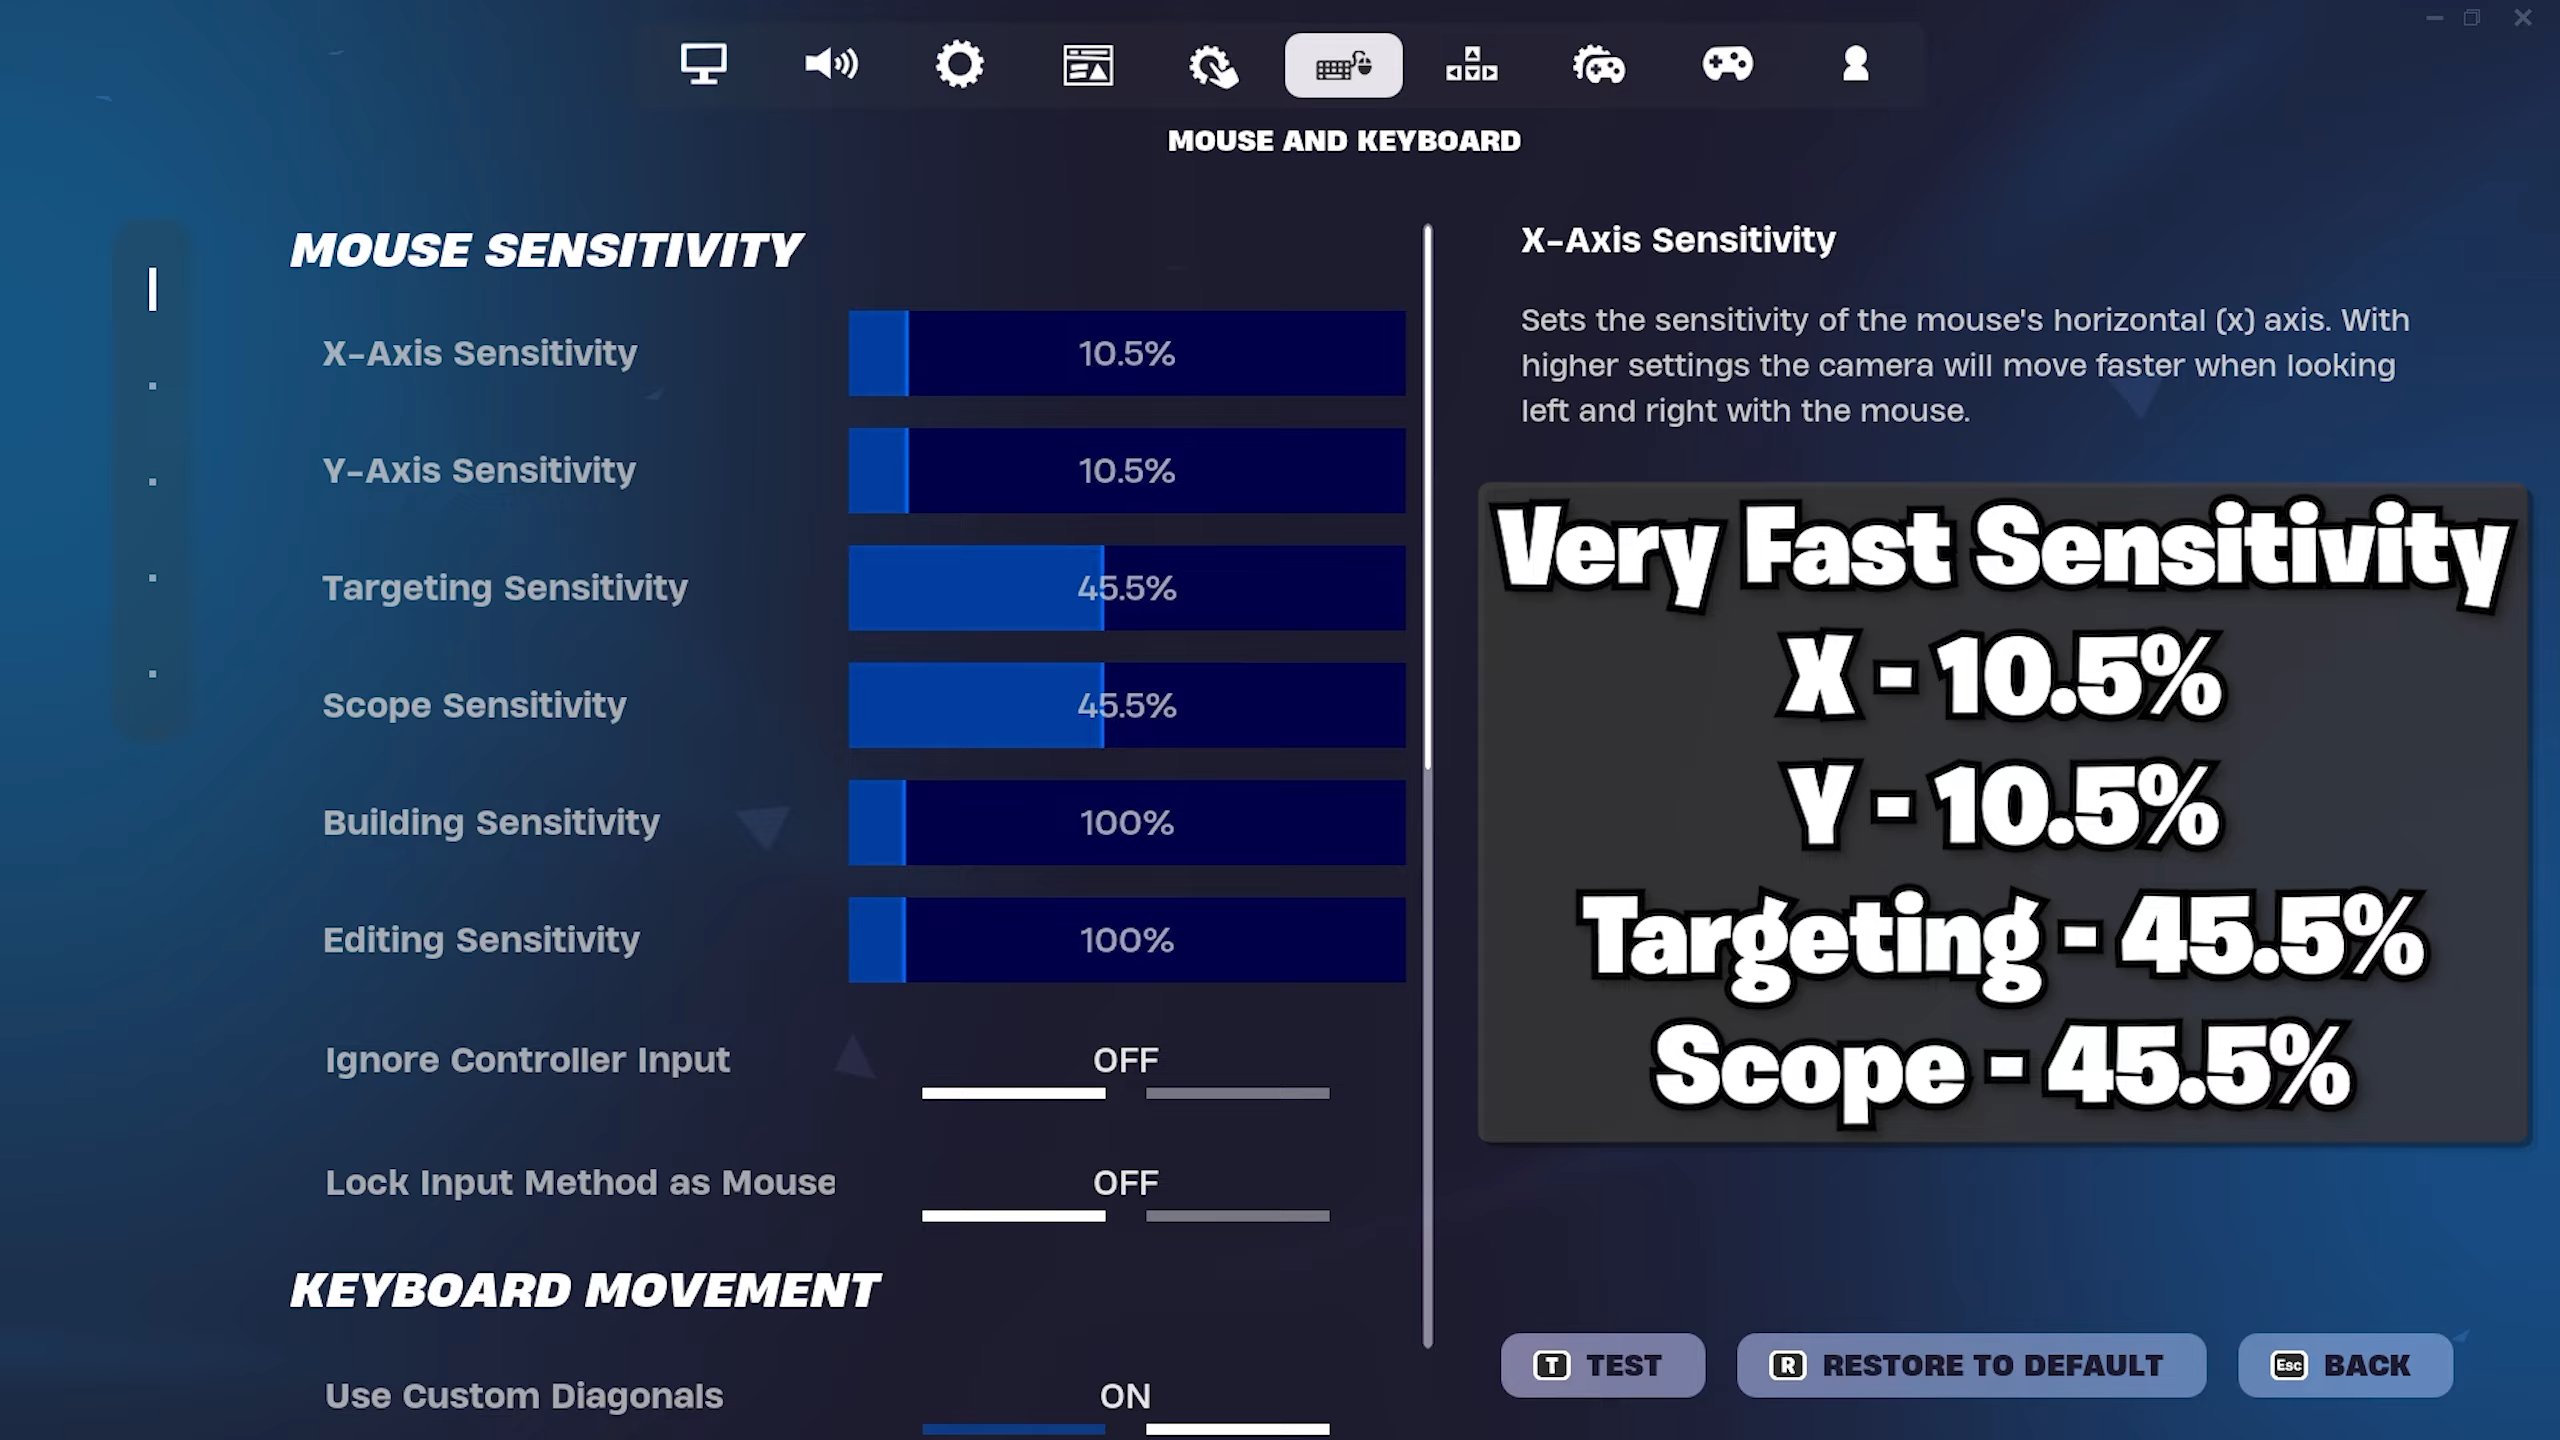 MOUSE AND KEYBOARD
MOUSE SENSITIVITY
X-Axis Sensitivity 10.5%
Y-Axis Sensitivity 10.5%
Targeting Sensitivity 45.5%
Scope Sensitivity 45.5%
Building Sensitivity 100%
Editing Sensitivity 100%
Ignore Controller Input OFF
Lock Input Method as Mouse OFF
KEYBOARD MOVEMENT
Use Custom Diagonals ON
X-Axis Sensitivity
Sets the sensitivity of the mouse's horizontal (x) axis. With
higher settings the camera will move faster when looking
left and right with the mouse.
Very Fast Sensitivity
X - 10.5%
Y - 10.5%
Targeting - 45.5%
Scope - 45.5%
T TEST R RESTORE TO DEFAULT Esc BACK